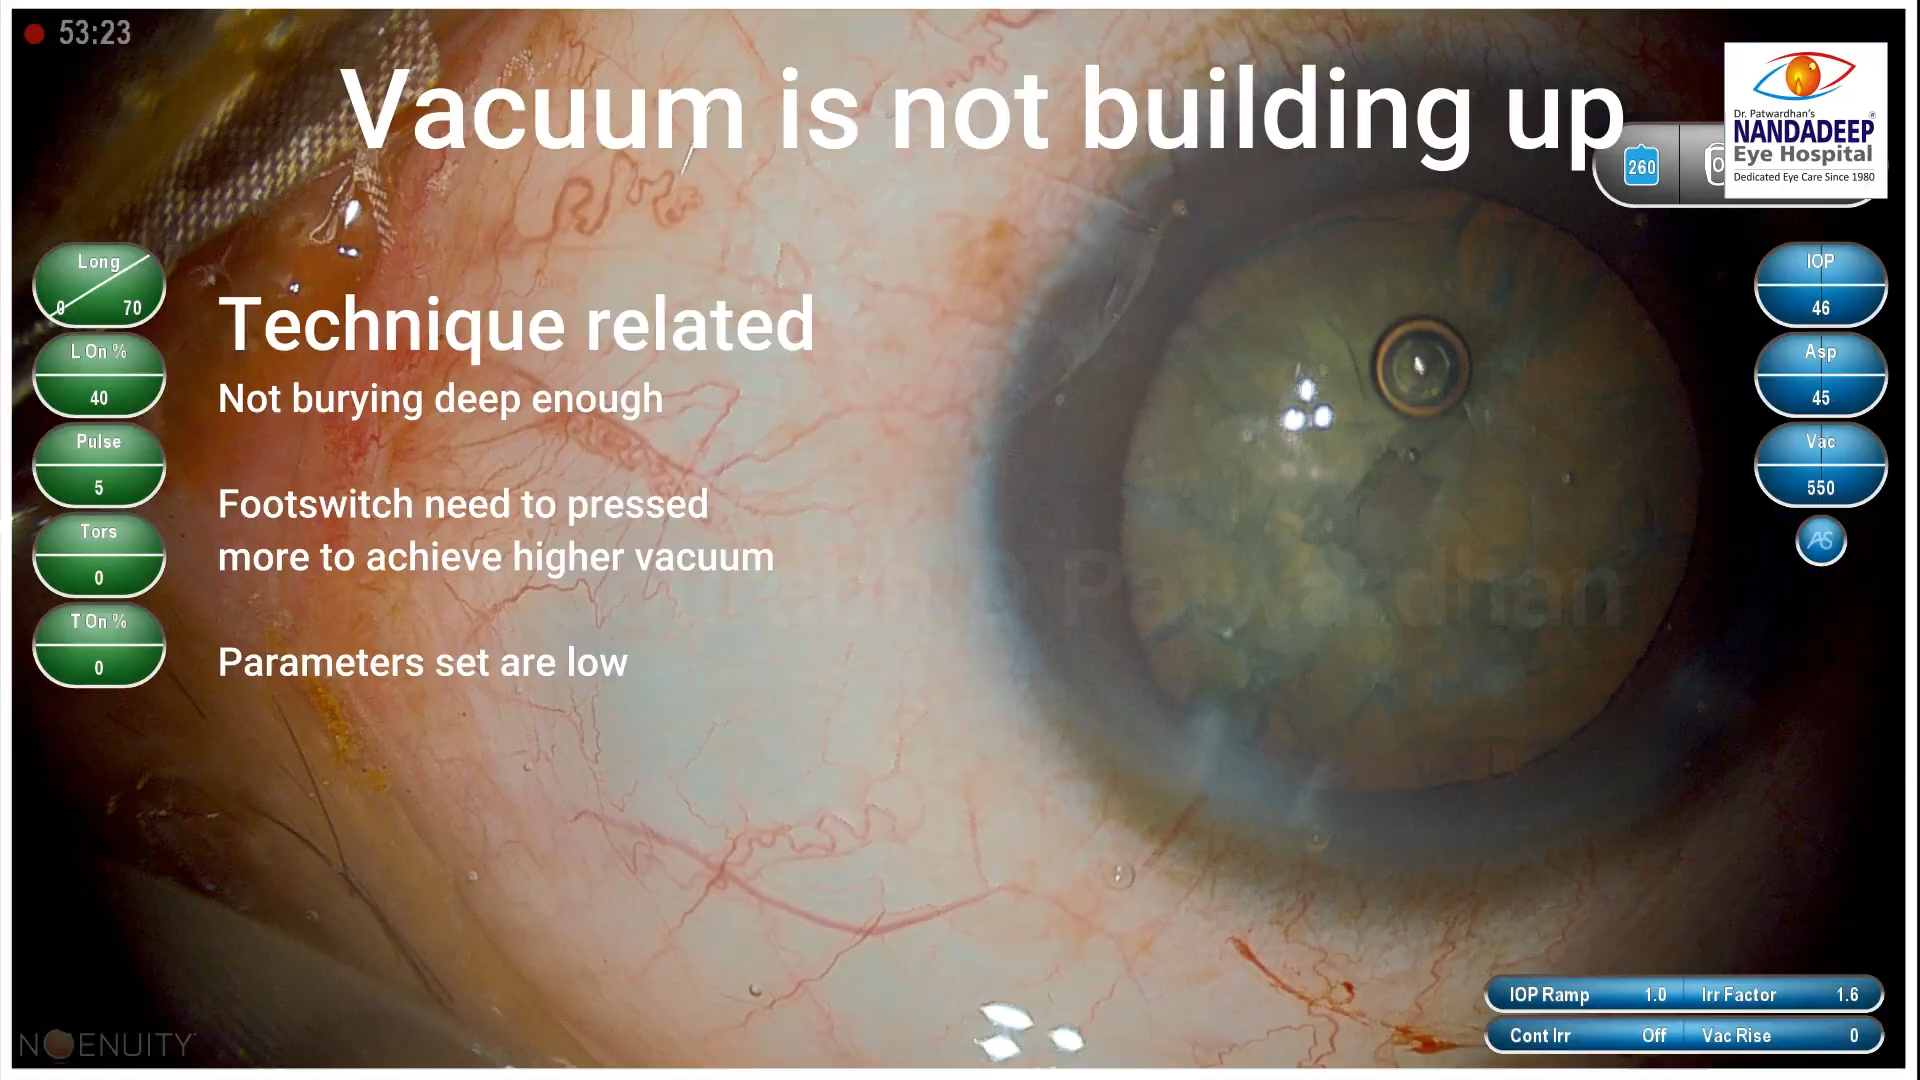 53:23
Vacuum is not building up
Dr. Patwardhan's
NANDADEEP
Eye Hospital
Dedicated Eye Care Since 1980
260
Long
0 70
L On %
40
Pulse
5
Tors
0
T On %
0
Technique related
Not burying deep enough
Footswitch need to pressed
more to achieve higher vacuum
Parameters set are low
Patwardhan
IOP
46
Asp
45
Vac
550
AS
IOP Ramp 1.0 Irr Factor 1.6
Cont Irr Off Vac Rise 0